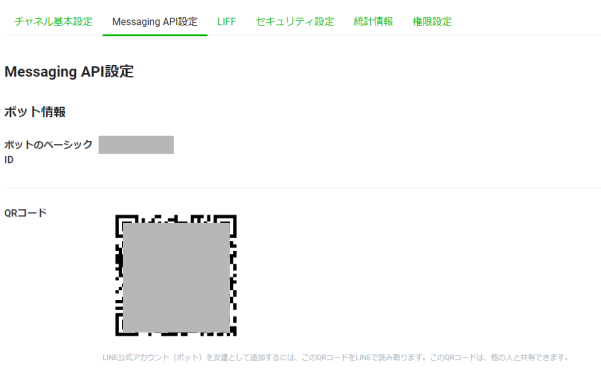 チャネル基本設定 Messaging API設定 LIFF セキュリティ設定 統計情報 権限設定
Messaging API設定
ボット情報
ボットのベーシック
ID
QRコード
LINE公式アカウント（ボット）を友達として追加するには、このQRコードをLINEで読み取ります。このQRコードは、他の人と共有できます。